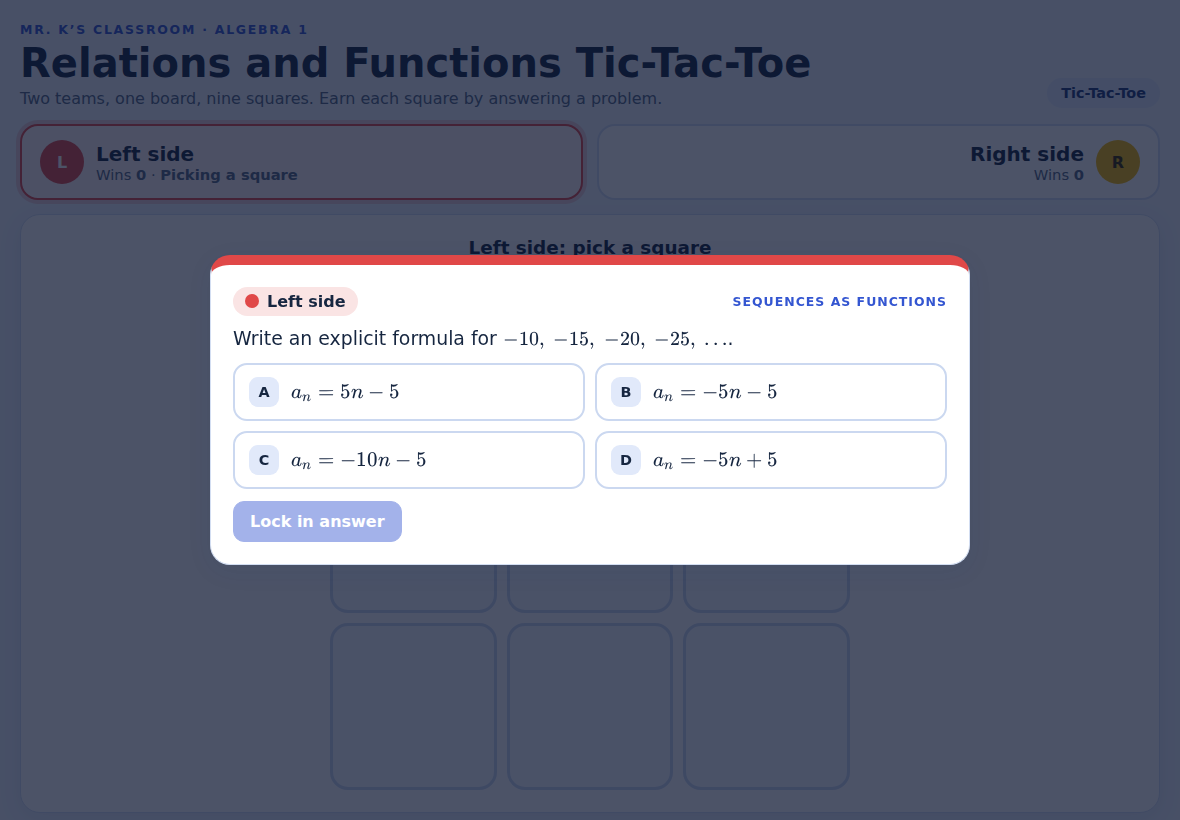 MR. K'S CLASSROOM · ALGEBRA 1
Relations and Functions Tic-Tac-Toe
Two teams, one board, nine squares. Earn each square by answering a problem.
Tic-Tac-Toe
L
Left side
Wins 0 · Picking a square
Right side
Wins 0
R
Left side: pick a square
Left side
SEQUENCES AS FUNCTIONS
Write an explicit formula for −10, −15, −20, −25, ….
A aₙ = 5n − 5
B aₙ = −5n − 5
C aₙ = −10n − 5
D aₙ = −5n + 5
Lock in answer